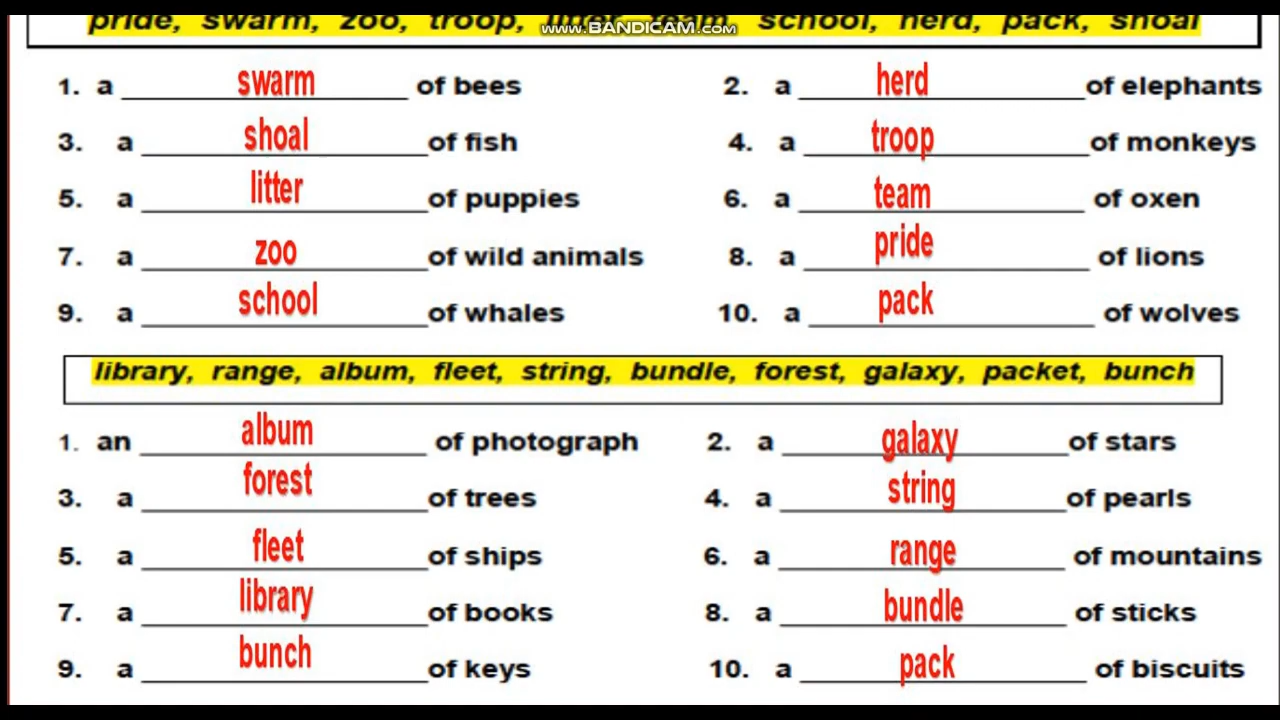 pride, swarm, zoo, troop, litter, team, school, herd, pack, shoal
www.BANDICAM.com
1. a swarm of bees 2. a herd of elephants
3. a shoal of fish 4. a troop of monkeys
5. a litter of puppies 6. a team of oxen
7. a zoo of wild animals 8. a pride of lions
9. a school of whales 10. a pack of wolves
library, range, album, fleet, string, bundle, forest, galaxy, packet, bunch
1. an album of photograph 2. a galaxy of stars
3. a forest of trees 4. a string of pearls
5. a fleet of ships 6. a range of mountains
7. a library of books 8. a bundle of sticks
9. a bunch of keys 10. a pack of biscuits